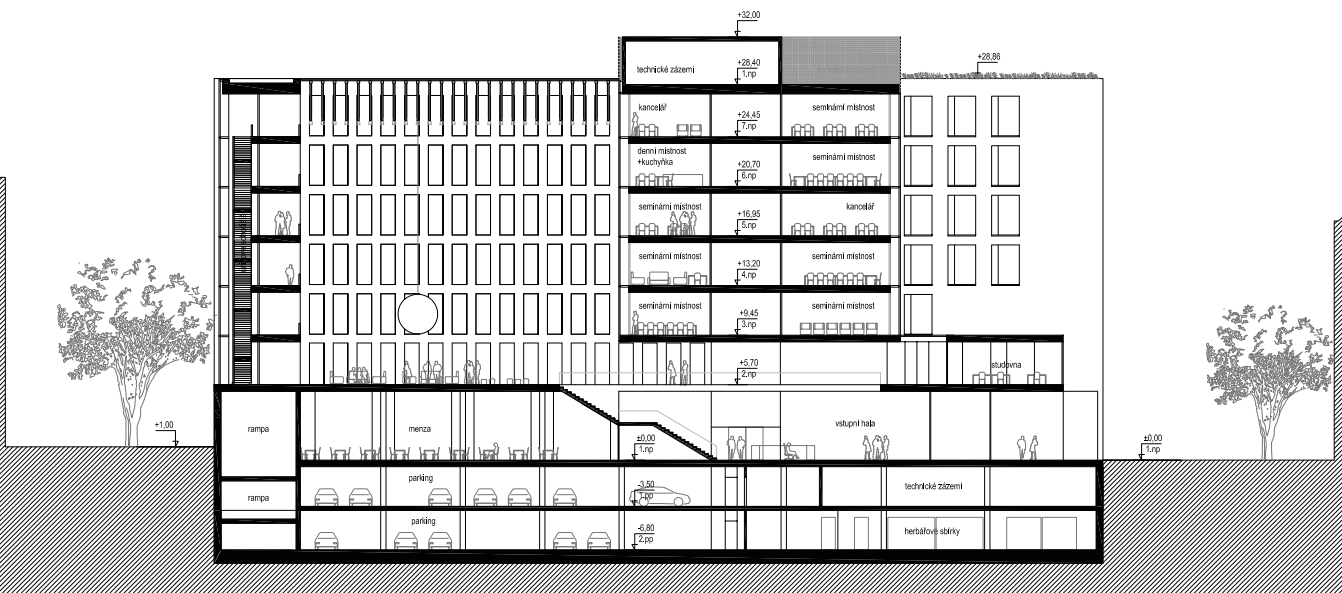 +32,00
technické zázemí
+28,40
1.np
+28,86
kancelář
+24,45
7.np
seminární místnost
denní místnost
+kuchyňka
+20,70
6.np
seminární místnost
seminární místnost
+16,95
5.np
kancelář
seminární místnost
+13,20
4.np
seminární místnost
seminární místnost
+9,45
3.np
seminární místnost
+5,70
2.np
studovna
+1,00
rampa
menza
±0,00
1.np
vstupní hala
±0,00
1.np
rampa
parking
-3,50
1.pp
technické zázemí
parking
-6,80
2.pp
herbářové sbírky